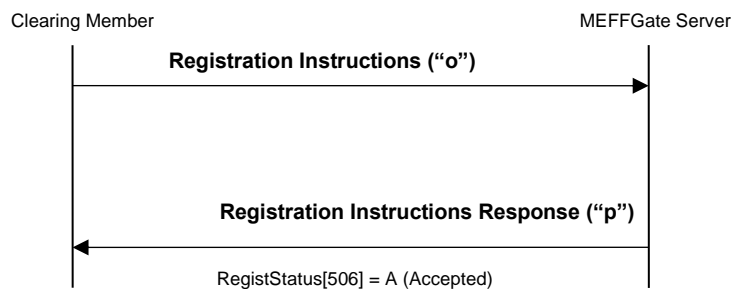 Clearing Member
MEFFGate Server
Registration Instructions (“o”)
Registration Instructions Response (“p”)
RegistStatus[506] = A (Accepted)